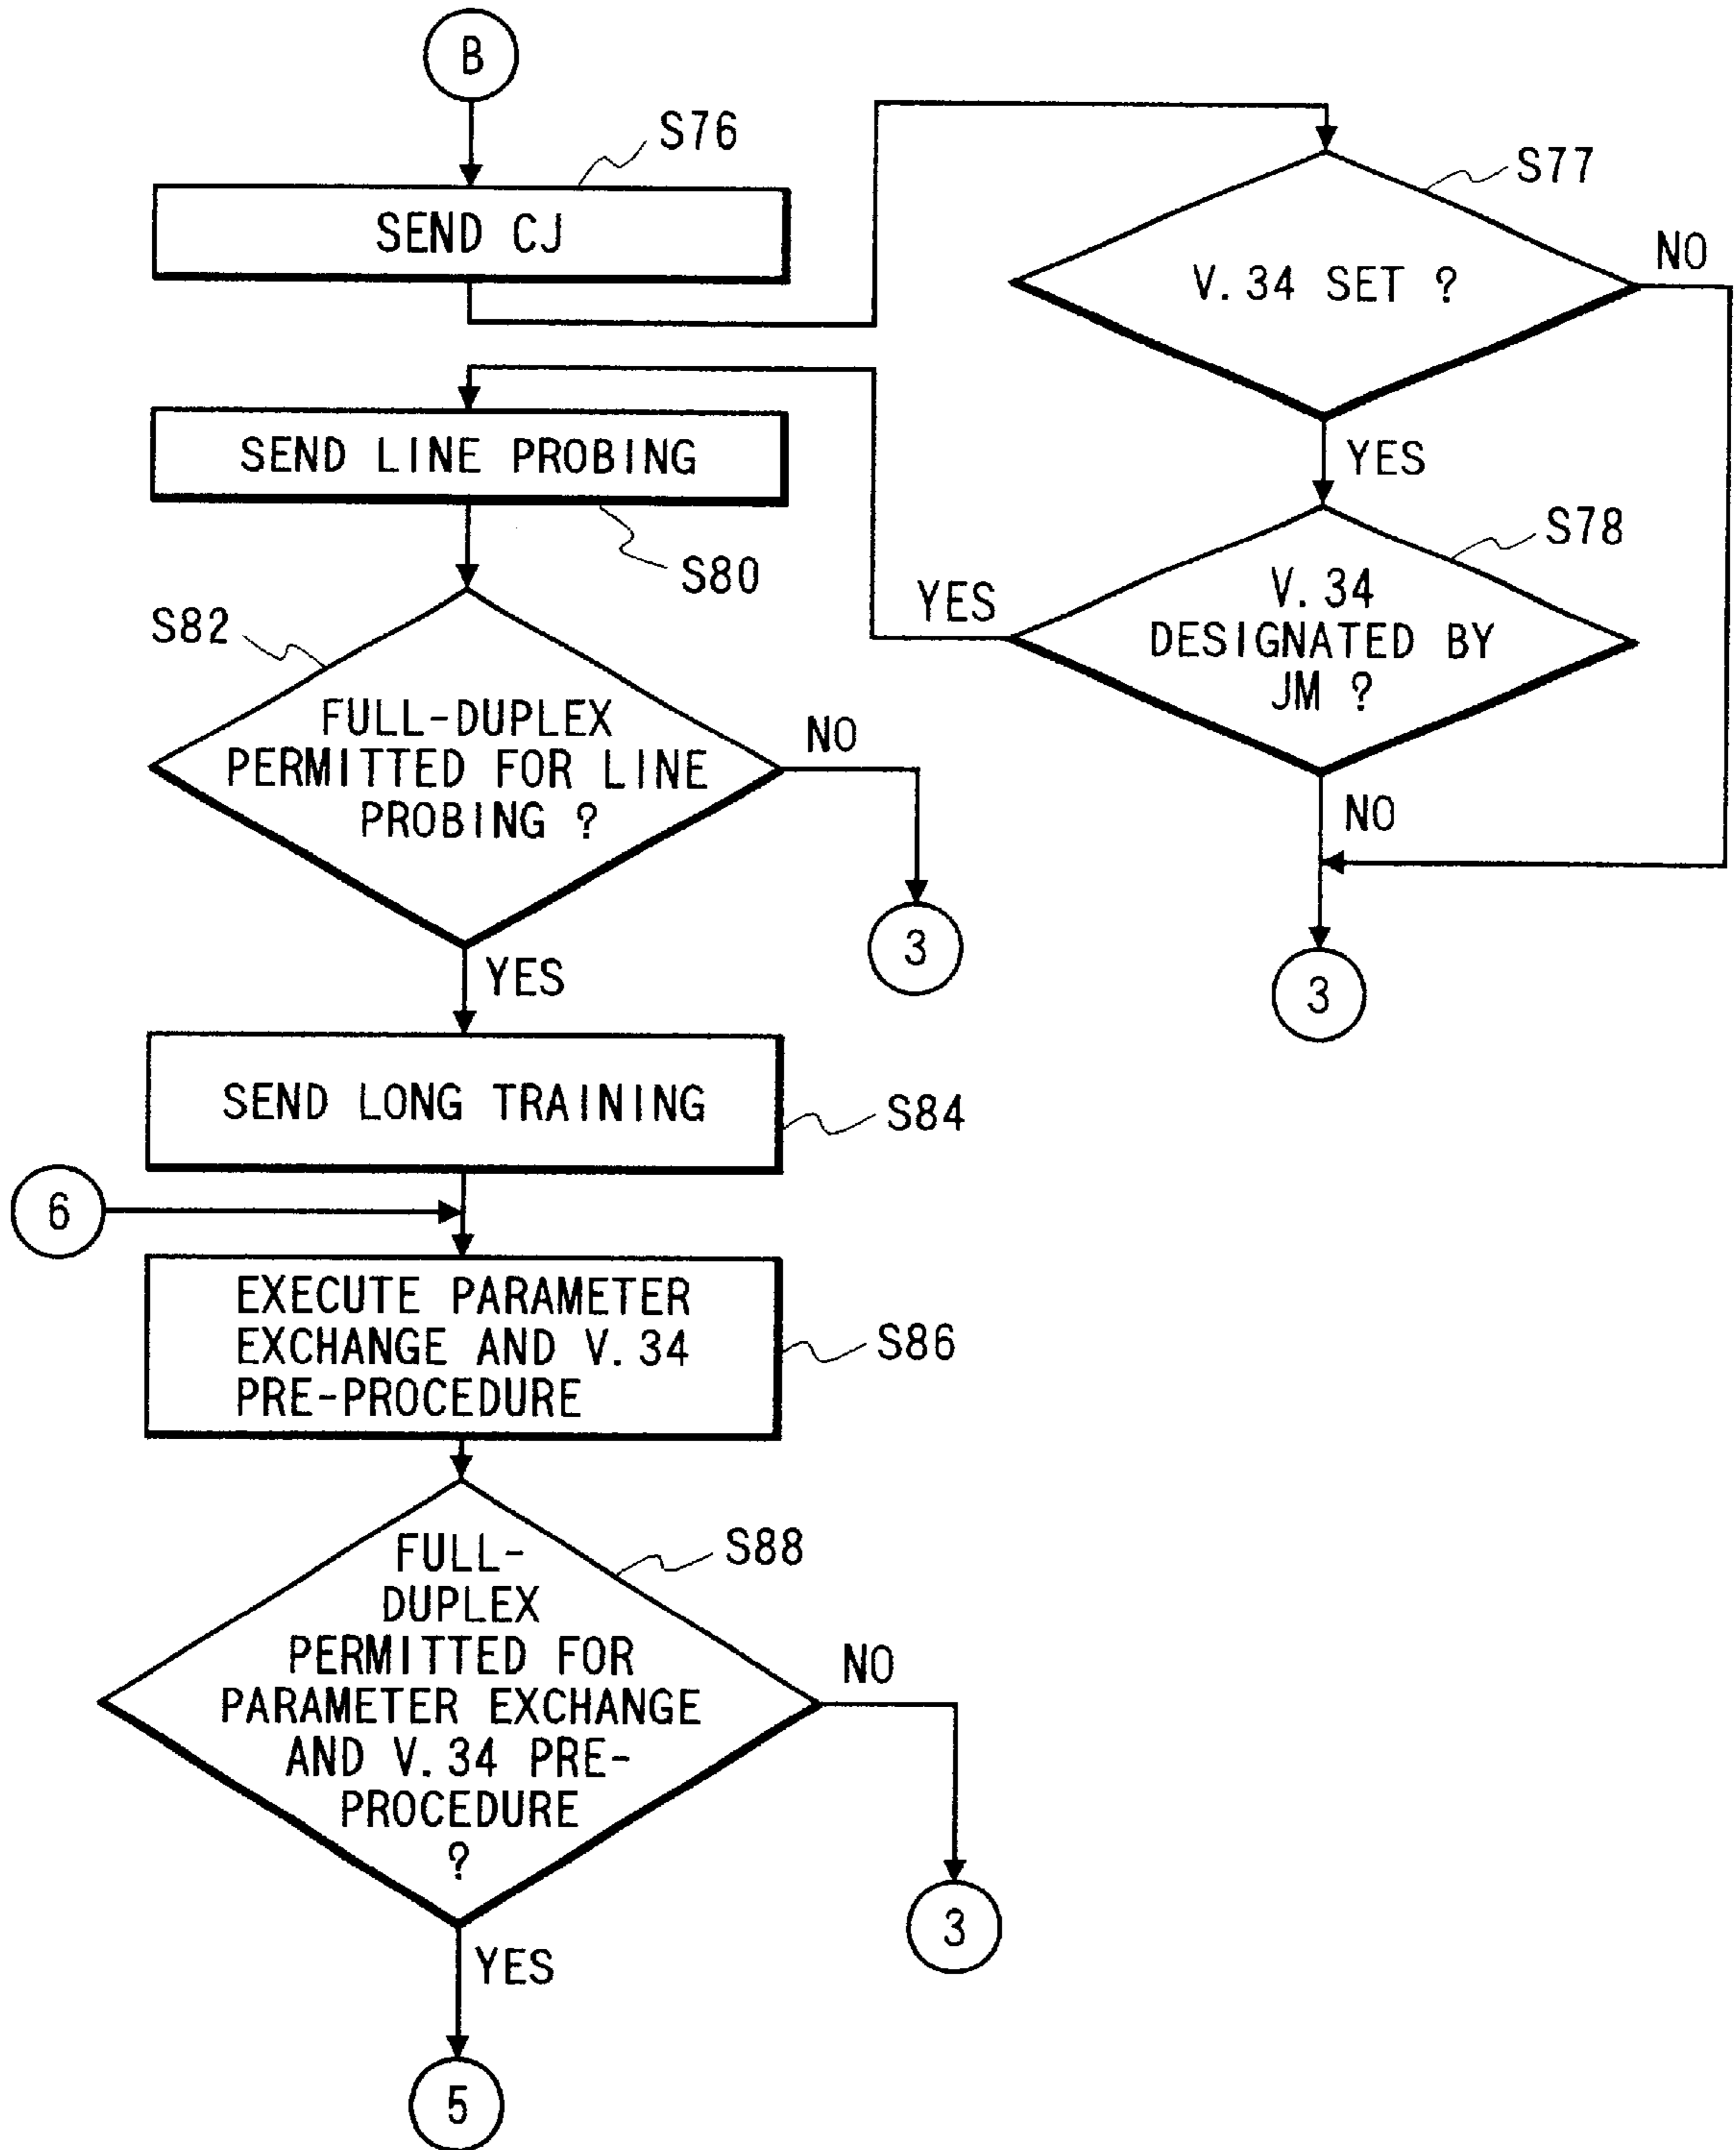 B
S76
SEND CJ
S77
V.34 SET ?
NO
YES
S78
V.34
DESIGNATED BY
JM ?
YES
NO
3
SEND LINE PROBING
S80
S82
FULL-DUPLEX
PERMITTED FOR LINE
PROBING ?
NO
3
YES
SEND LONG TRAINING
S84
6
EXECUTE PARAMETER
EXCHANGE AND V.34
PRE-PROCEDURE
S86
FULL-
DUPLEX
PERMITTED FOR
PARAMETER EXCHANGE
AND V.34 PRE-
PROCEDURE
?
S88
NO
3
YES
5